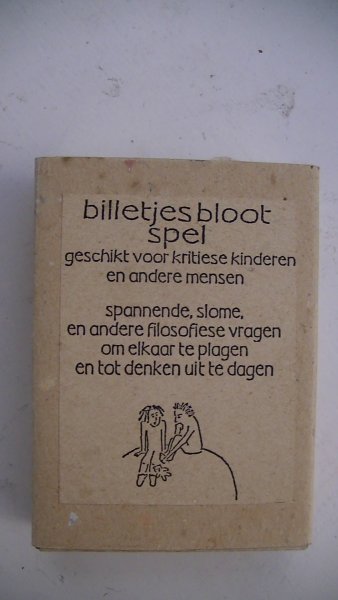 billetjes bloot
spel
geschikt voor kritiese kinderen
en andere mensen
spannende, slome,
en andere filosofiese vragen
om elkaar te plagen
en tot denken uit te dagen